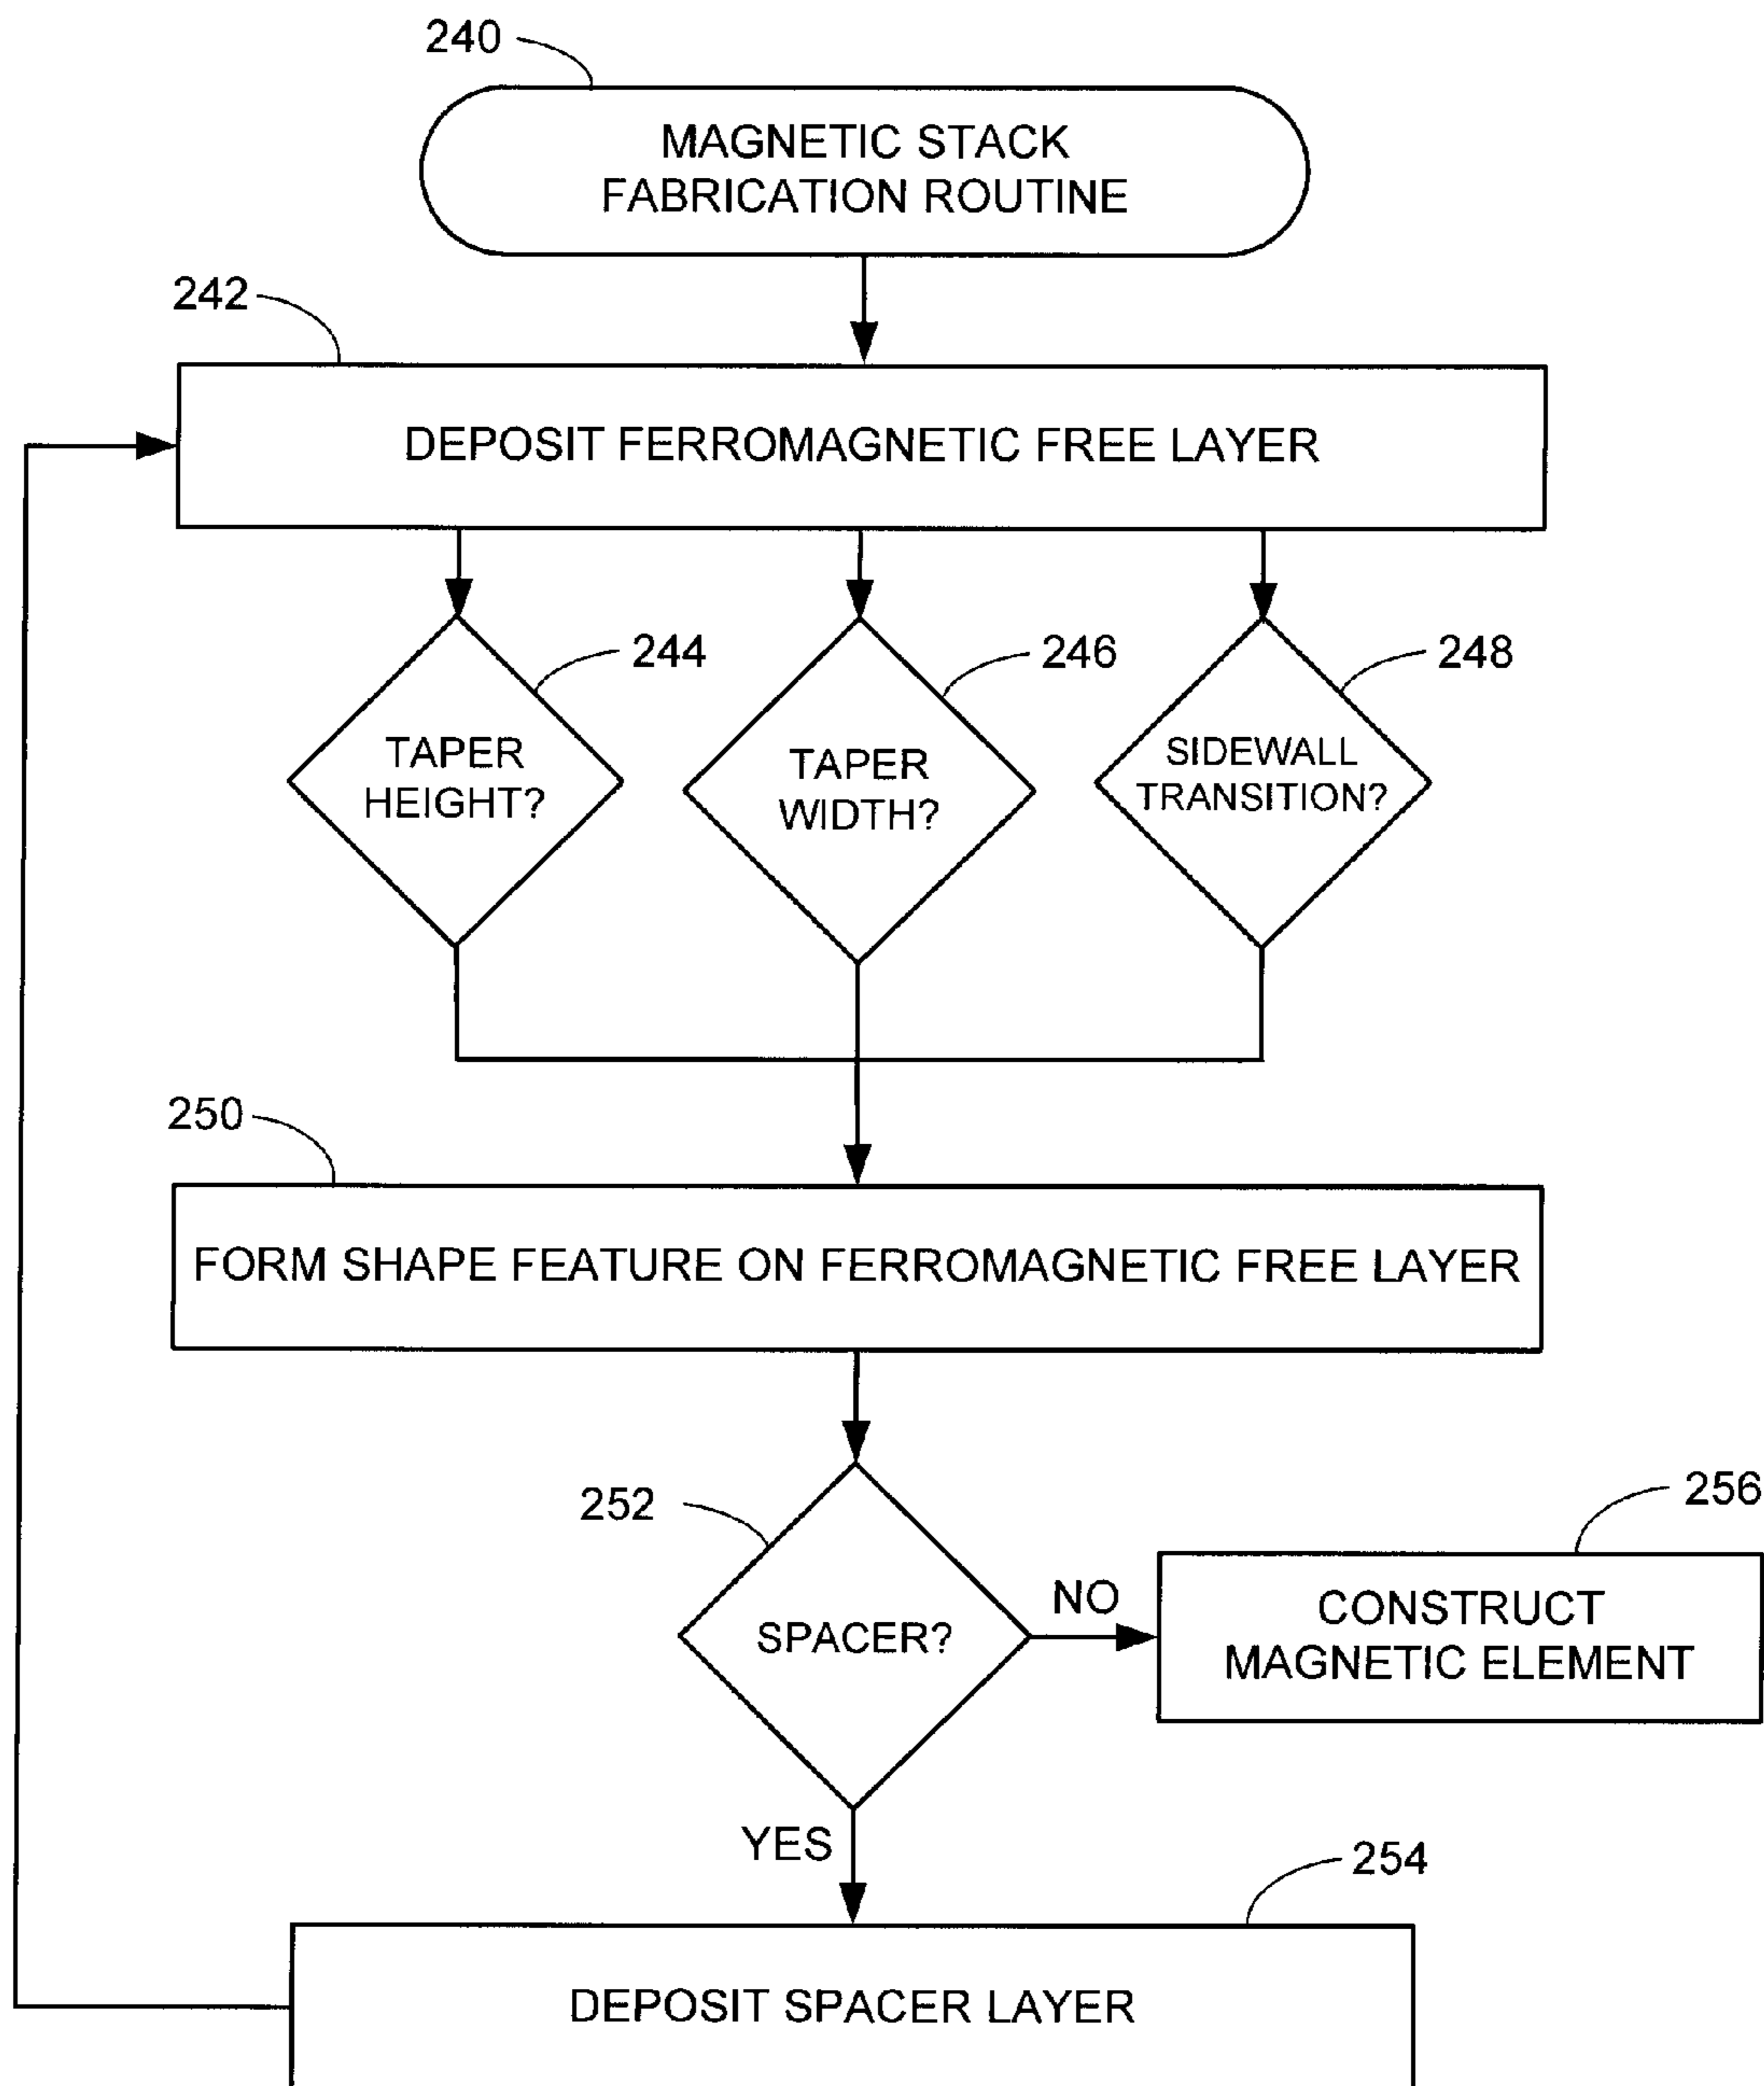 240
MAGNETIC STACK
FABRICATION ROUTINE
242
DEPOSIT FERROMAGNETIC FREE LAYER
244
246
248
TAPER
HEIGHT?
TAPER
WIDTH?
SIDEWALL
TRANSITION?
250
FORM SHAPE FEATURE ON FERROMAGNETIC FREE LAYER
252
256
SPACER?
NO
CONSTRUCT
MAGNETIC ELEMENT
YES
254
DEPOSIT SPACER LAYER